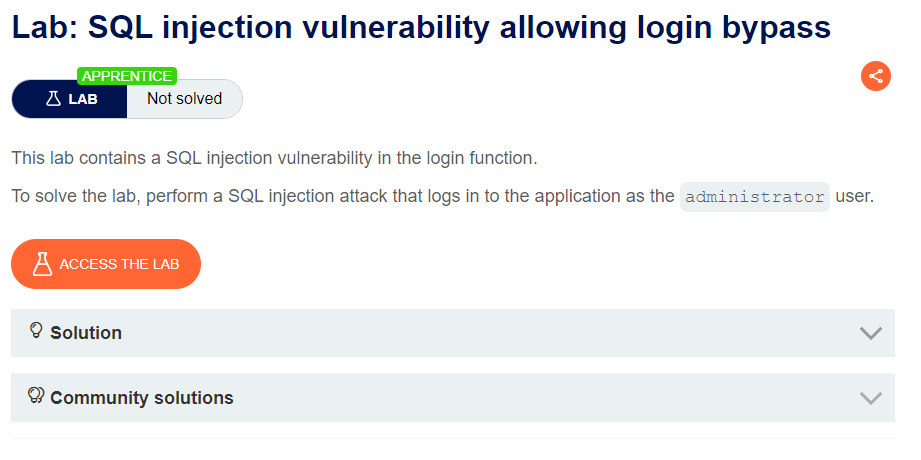 Lab: SQL injection vulnerability allowing login bypass
APPRENTICE
LAB
Not solved
This lab contains a SQL injection vulnerability in the login function.
To solve the lab, perform a SQL injection attack that logs in to the application as the administrator user.
ACCESS THE LAB
Solution
Community solutions